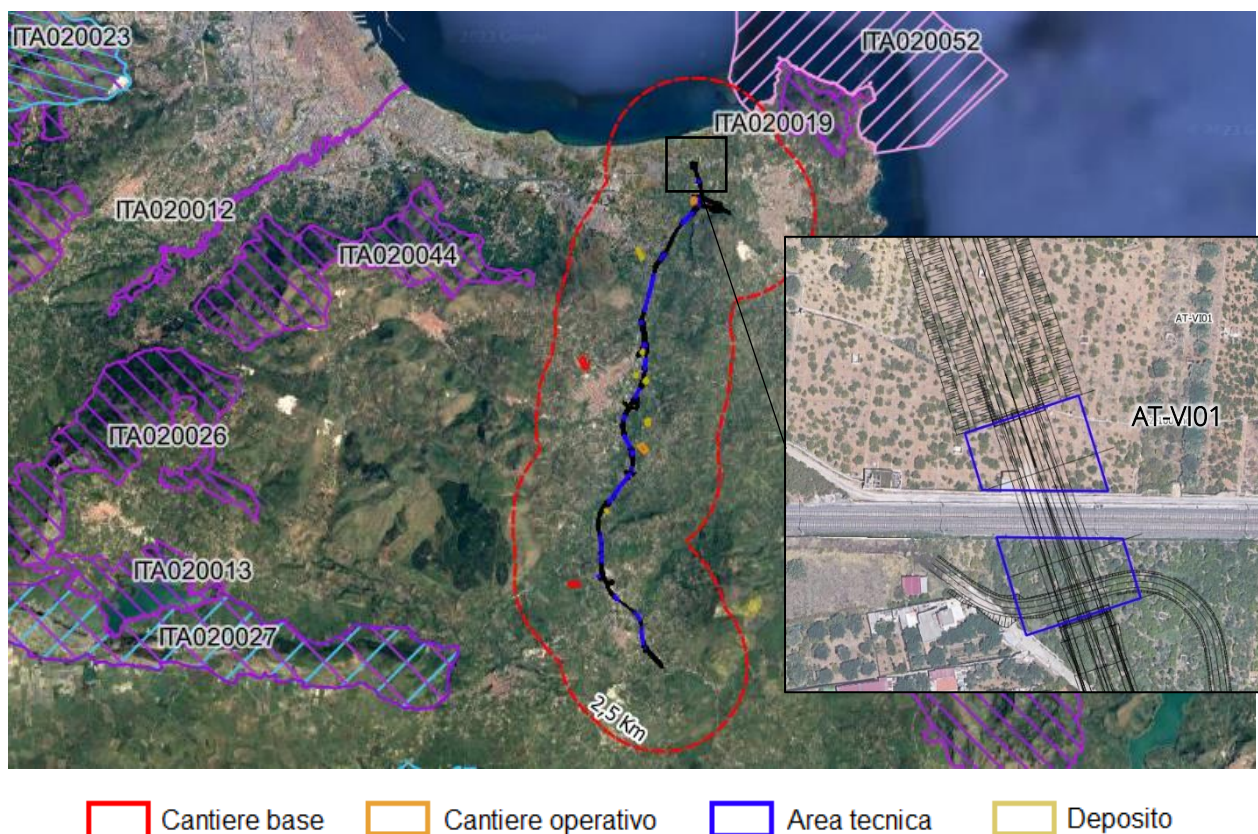 ITA020023
ITA020052
ITA020019
ITA020012
ITA020044
AT-VI01
AT-VI01
ITA020026
ITA020013
ITA020027
2,5 Km
Cantiere base
Cantiere operativo
Area tecnica
Deposito